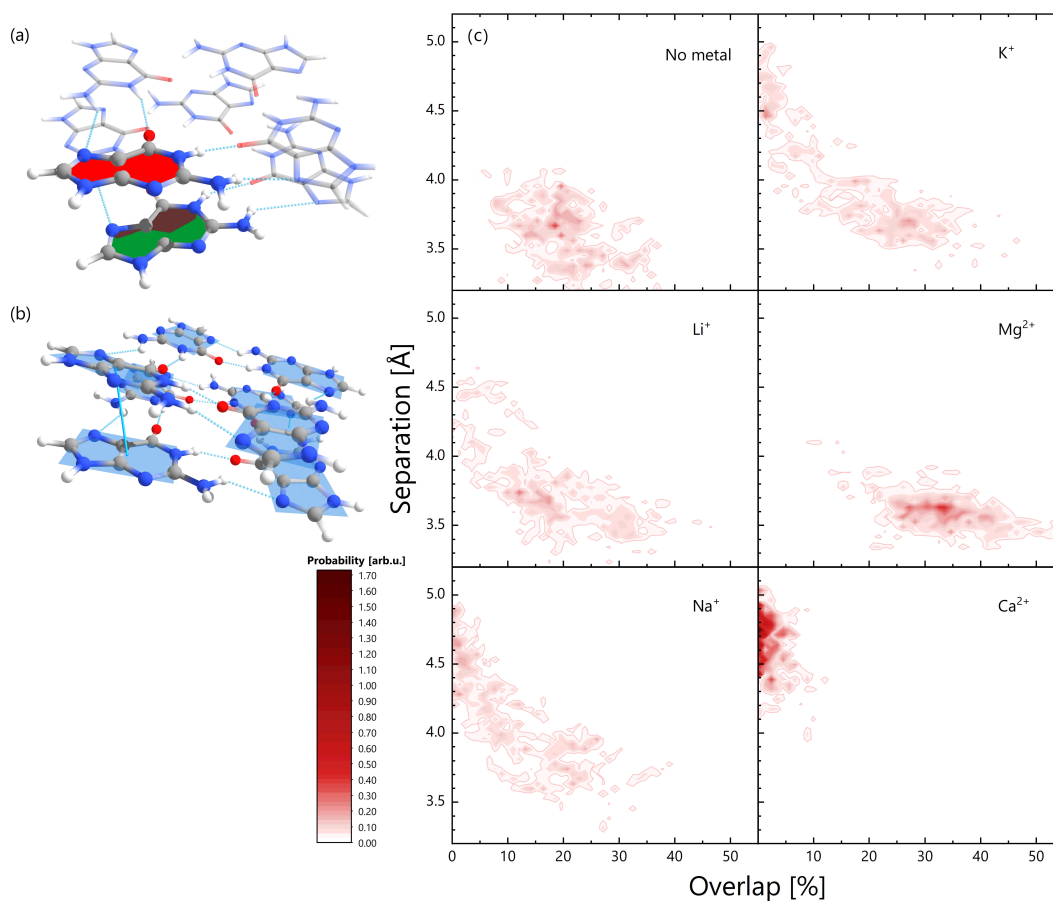 (a)
(b)
Probability [arb.u.]
1.70
1.60
1.50
1.40
1.30
1.20
1.10
1.00
0.90
0.80
0.70
0.60
0.50
0.40
0.30
0.20
0.10
0.00
(c)
Separation [Å]
5.0
4.5
4.0
3.5
No metal
K⁺
5.0
4.5
4.0
3.5
Li⁺
Mg²⁺
5.0
4.5
4.0
3.5
Na⁺
Ca²⁺
0 10 20 30 40 50 10 20 30 40 50
Overlap [%]